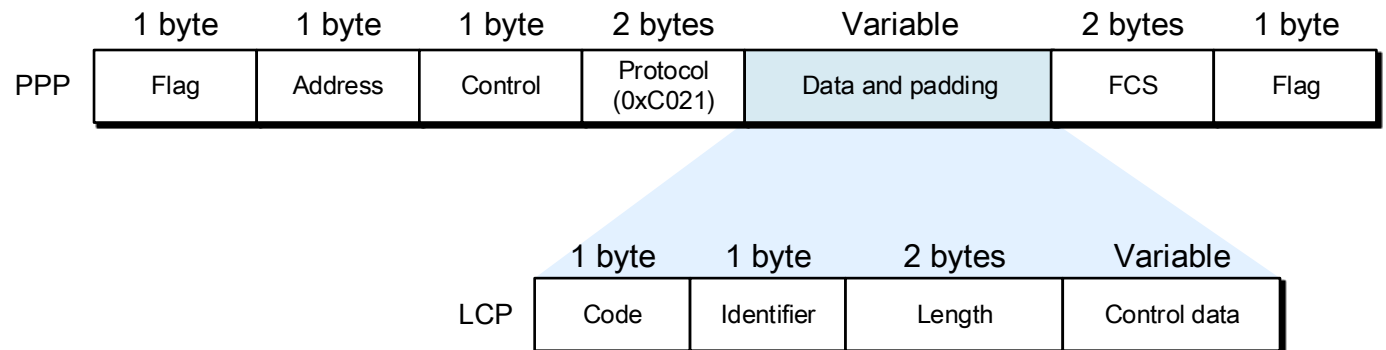 1 byte 1 byte 1 byte 2 bytes Variable 2 bytes 1 byte
PPP Flag Address Control Protocol (0xC021) Data and padding FCS Flag
1 byte 1 byte 2 bytes Variable
LCP Code Identifier Length Control data